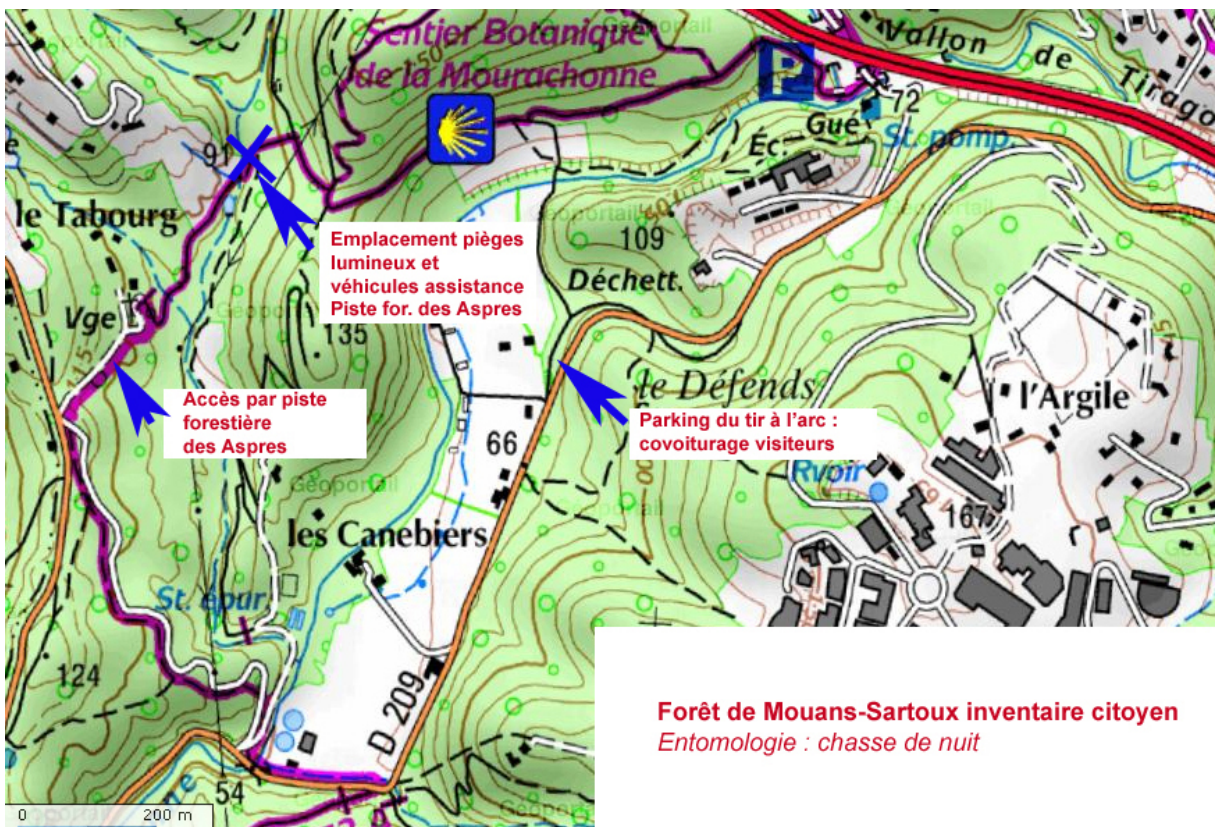 Sentier Botanique
de la Mourachonne
Vallon de Tirago
P
72
Gué
St. pomp.
Éc.
91
le Tabourg
Emplacement pièges
lumineux et
véhicules assistance
Piste for. des Aspres
109
Déchett.
Vge
135
115
Accès par piste
forestière
des Aspres
le Défends
Parking du tir à l'arc :
covoiturage visiteurs
l'Argile
66
Rvoir
167
les Canebiers
St. épur.
124
D 209
54
Forêt de Mouans-Sartoux inventaire citoyen
Entomologie : chasse de nuit
0 200 m
Geoportail